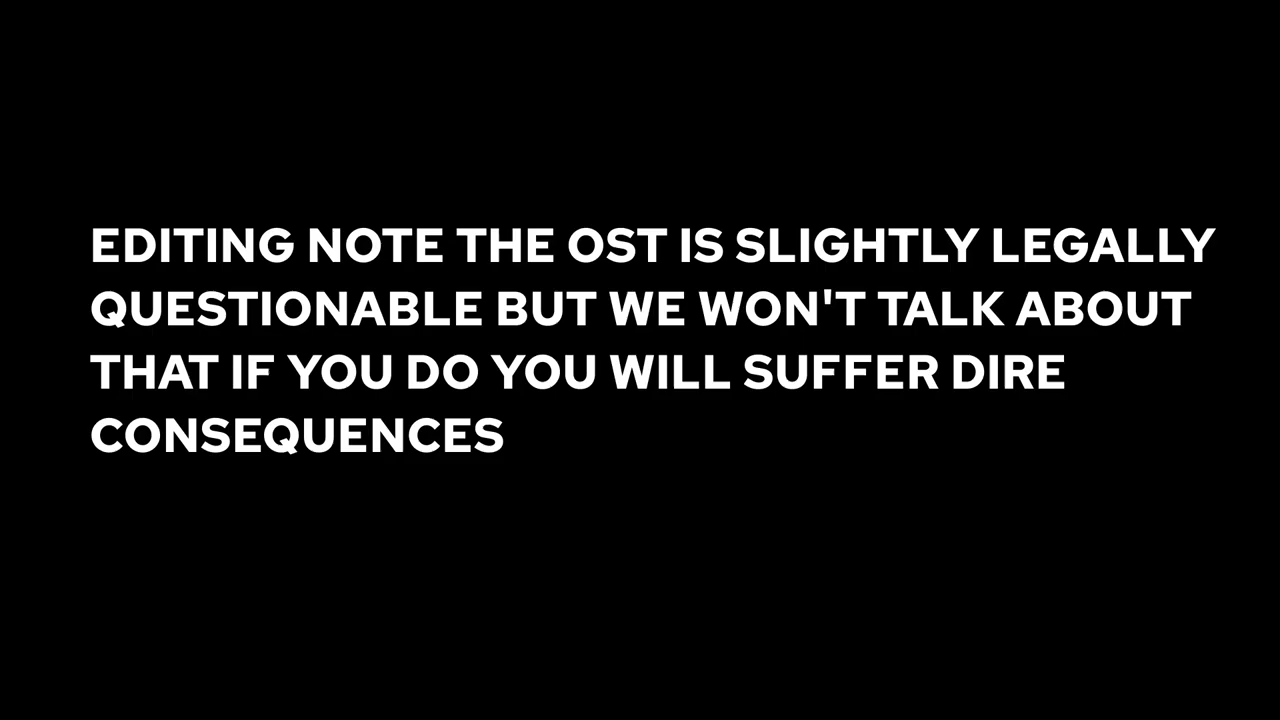 EDITING NOTE THE OST IS SLIGHTLY LEGALLY
QUESTIONABLE BUT WE WON'T TALK ABOUT
THAT IF YOU DO YOU WILL SUFFER DIRE
CONSEQUENCES